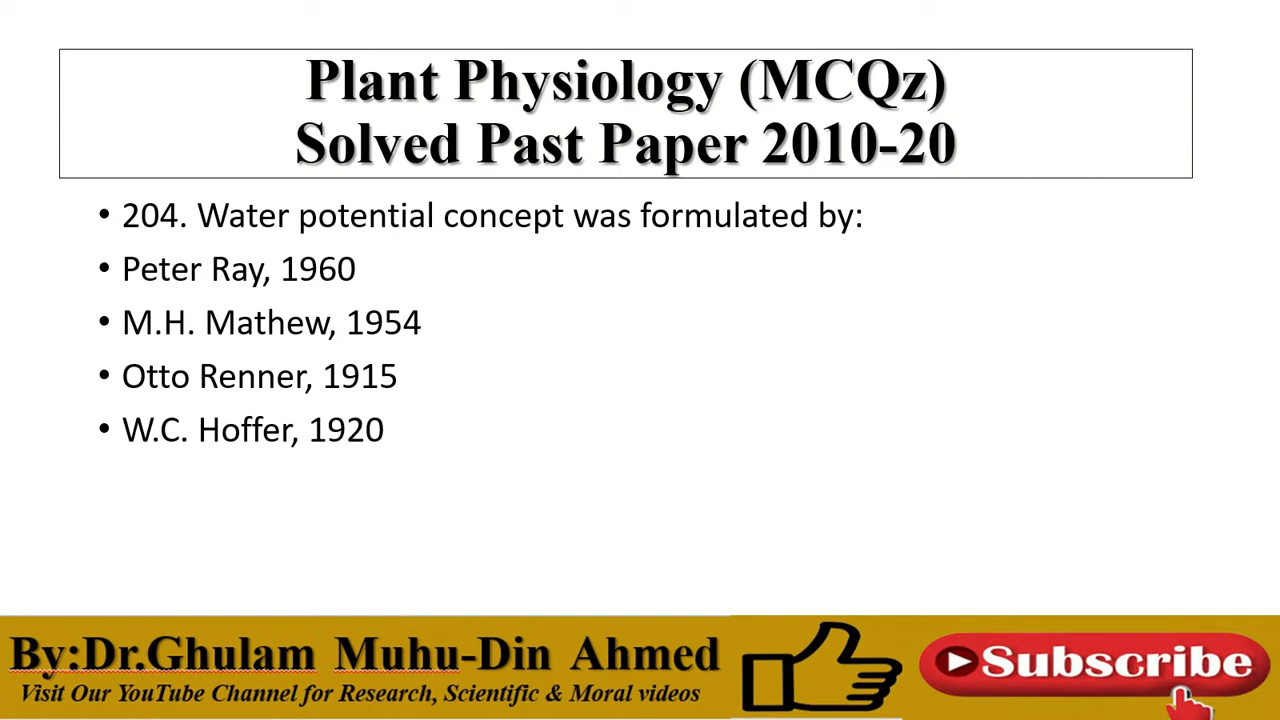 Plant Physiology (MCQz)
Solved Past Paper 2010-20
• 204. Water potential concept was formulated by:
• Peter Ray, 1960
• M.H. Mathew, 1954
• Otto Renner, 1915
• W.C. Hoffer, 1920
By:Dr.Ghulam Muhu-Din Ahmed
Visit Our YouTube Channel for Research, Scientific & Moral videos
Subscribe